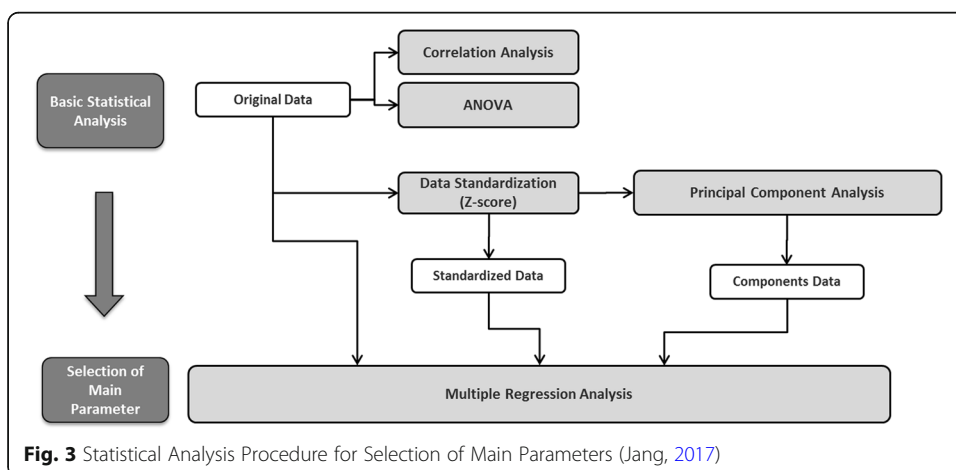 Correlation Analysis
Basic Statistical
Analysis
Original Data
ANOVA
Data Standardization
(Z-score)
Principal Component Analysis
Standardized Data
Components Data
Selection of
Main
Parameter
Multiple Regression Analysis
Fig. 3 Statistical Analysis Procedure for Selection of Main Parameters (Jang, 2017)